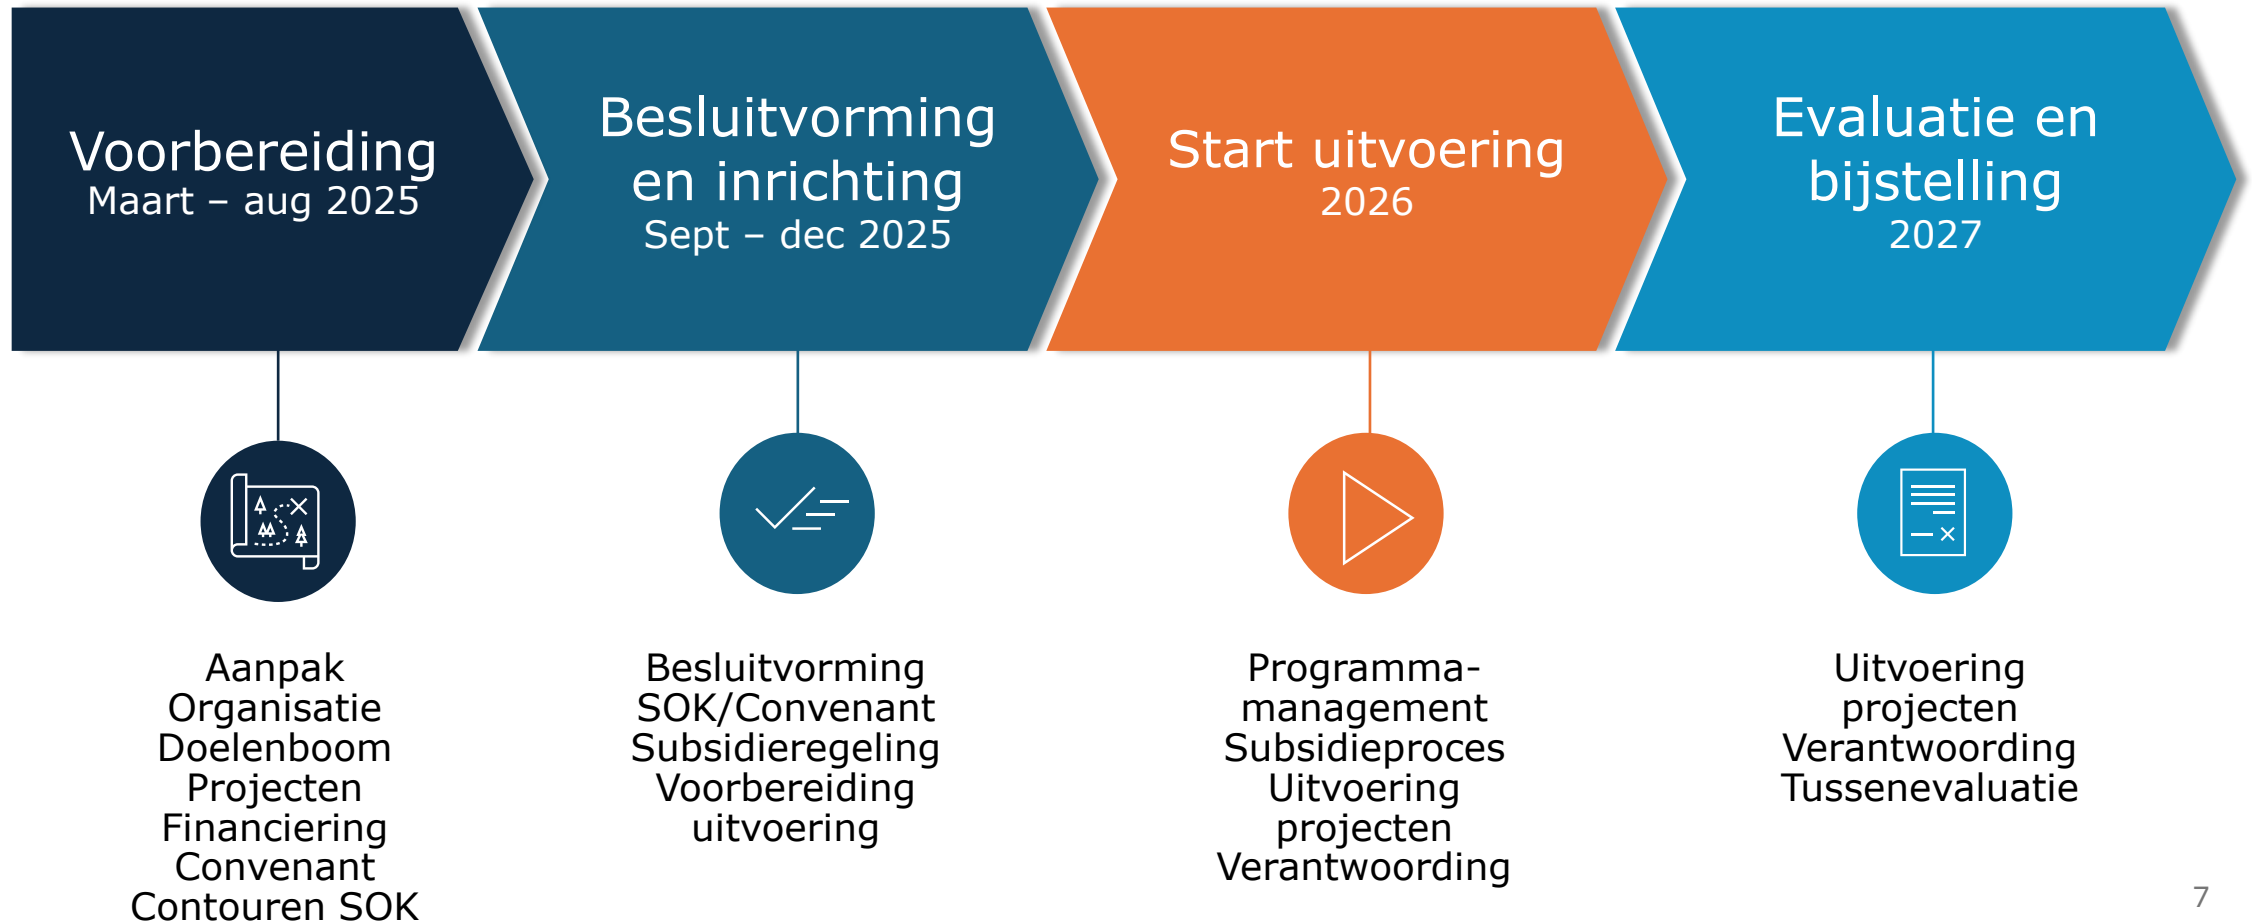 Voorbereiding
Maart – aug 2025
Besluitvorming
en inrichting
Sept – dec 2025
Start uitvoering
2026
Evaluatie en
bijstelling
2027
Aanpak
Organisatie
Doelenboom
Projecten
Financiering
Convenant
Contouren SOK
Besluitvorming
SOK/Convenant
Subsidieregeling
Voorbereiding
uitvoering
Programma-
management
Subsidieproces
Uitvoering
projecten
Verantwoording
Uitvoering
projecten
Verantwoording
Tussenevaluatie
7